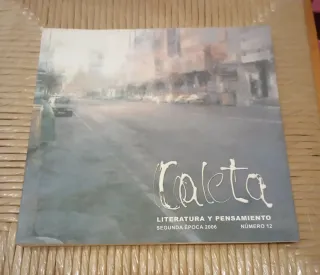 Caleta
LITERATURA Y PENSAMIENTO
SEGUNDA ÉPOCA 2006 NÚMERO 12